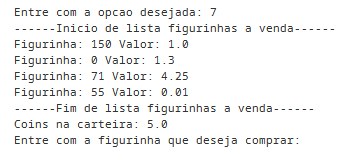 Entre com a opcao desejada: 7
------Inicio de lista figurinhas a venda------
Figurinha: 150 Valor: 1.0
Figurinha: 0 Valor: 1.3
Figurinha: 71 Valor: 4.25
Figurinha: 55 Valor: 0.01
------Fim de lista figurinhas a venda------
Coins na carteira: 5.0
Entre com a figurinha que deseja comprar: